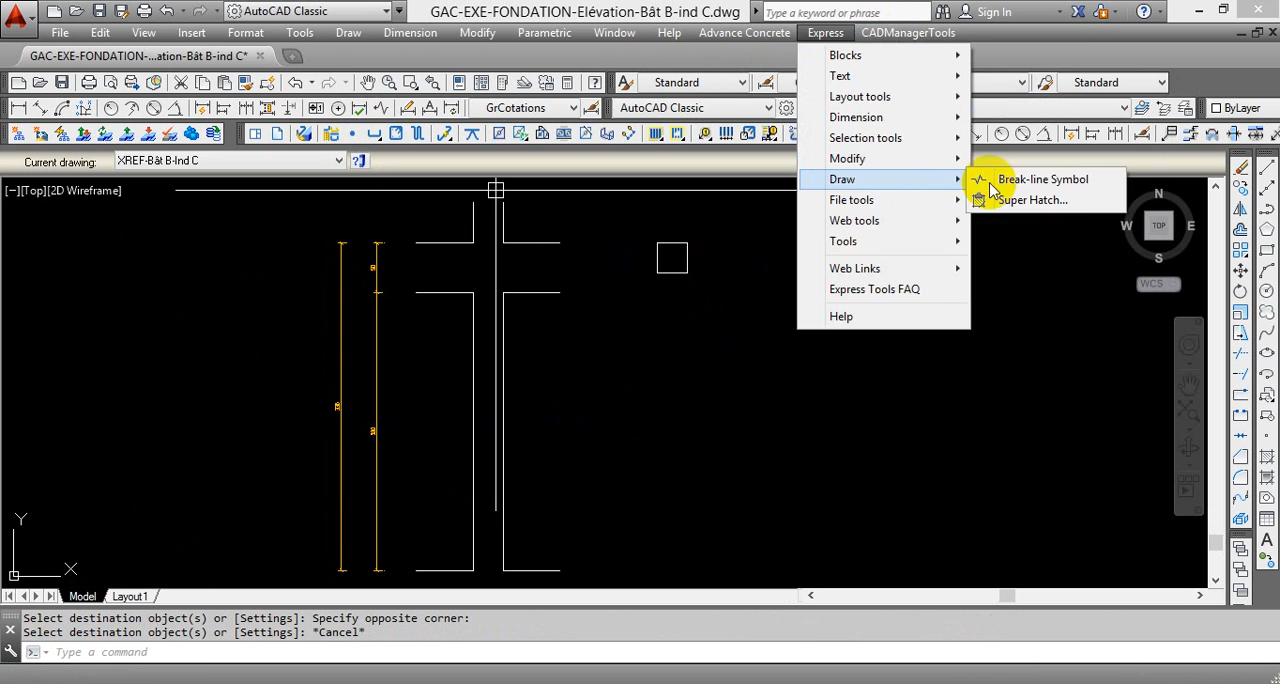 AutoCAD Classic
GAC-EXE-FONDATION-Elévation-Bât B-ind C.dwg
Type a keyword or phrase
Sign In
File Edit View Insert Format Tools Draw Dimension Modify Parametric Window Help Advance Concrete Express CADManagerTools
GAC-EXE-FONDATION-...ation-Bât B-ind C*
Standard
Standard
GrCotations
AutoCAD Classic
ByLayer
Current drawing: XREF-Bât B-Ind C
[−][Top][2D Wireframe]
Blocks
Text
Layout tools
Dimension
Selection tools
Modify
Draw
File tools
Web tools
Tools
Web Links
Express Tools FAQ
Help
Break-line Symbol
Super Hatch...
N
W TOP E
S
WCS
Y
X
Model Layout1
Select destination object(s) or [Settings]: Specify opposite corner:
Select destination object(s) or [Settings]: *Cancel*
Type a command